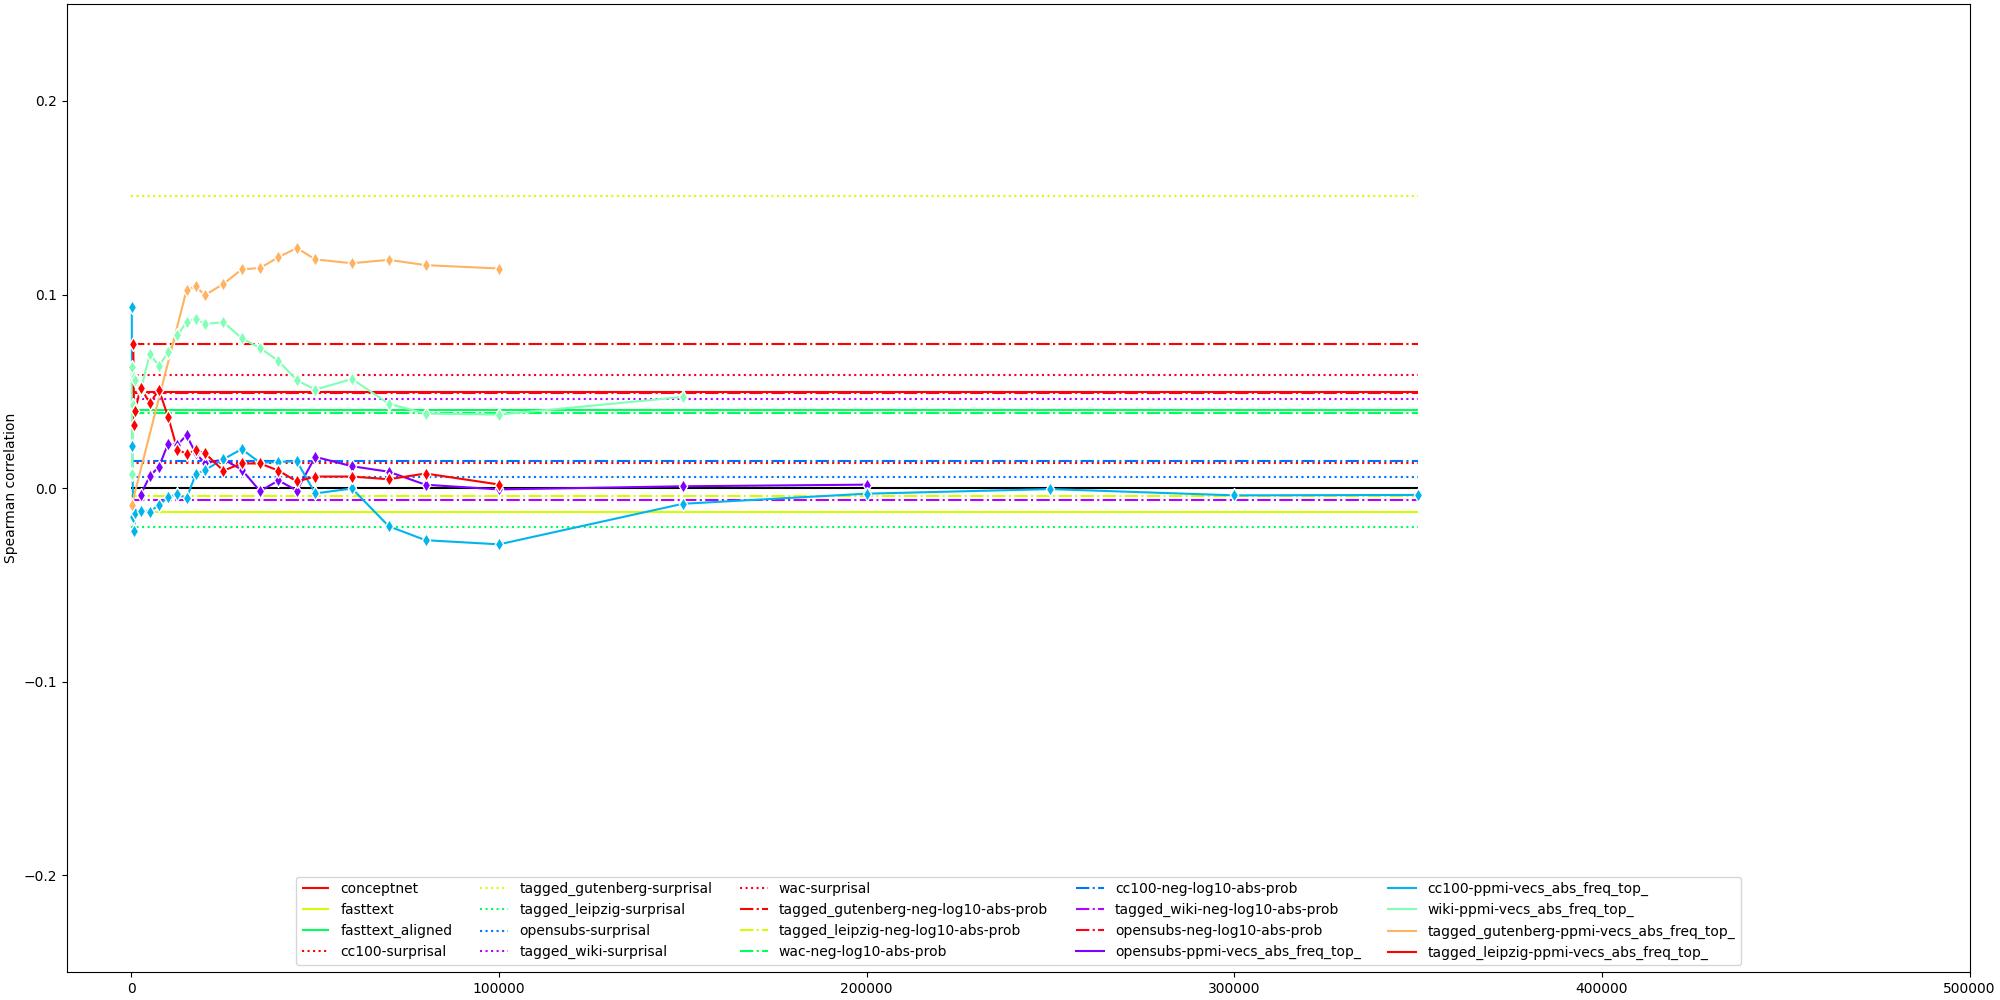 0.2
0.1
0.0
−0.1
−0.2
Spearman correlation
0 100000 200000 300000 400000 500000
conceptnet
fasttext
fasttext_aligned
cc100-surprisal
tagged_gutenberg-surprisal
tagged_leipzig-surprisal
opensubs-surprisal
tagged_wiki-surprisal
wac-surprisal
tagged_gutenberg-neg-log10-abs-prob
tagged_leipzig-neg-log10-abs-prob
wac-neg-log10-abs-prob
cc100-neg-log10-abs-prob
tagged_wiki-neg-log10-abs-prob
opensubs-neg-log10-abs-prob
opensubs-ppmi-vecs_abs_freq_top_
cc100-ppmi-vecs_abs_freq_top_
wiki-ppmi-vecs_abs_freq_top_
tagged_gutenberg-ppmi-vecs_abs_freq_top_
tagged_leipzig-ppmi-vecs_abs_freq_top_